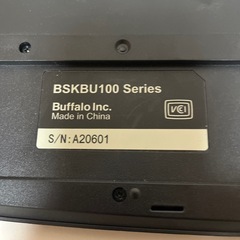 BSKBU100 Series
Buffalo Inc.
Made in China
VCI
S/N:A20601